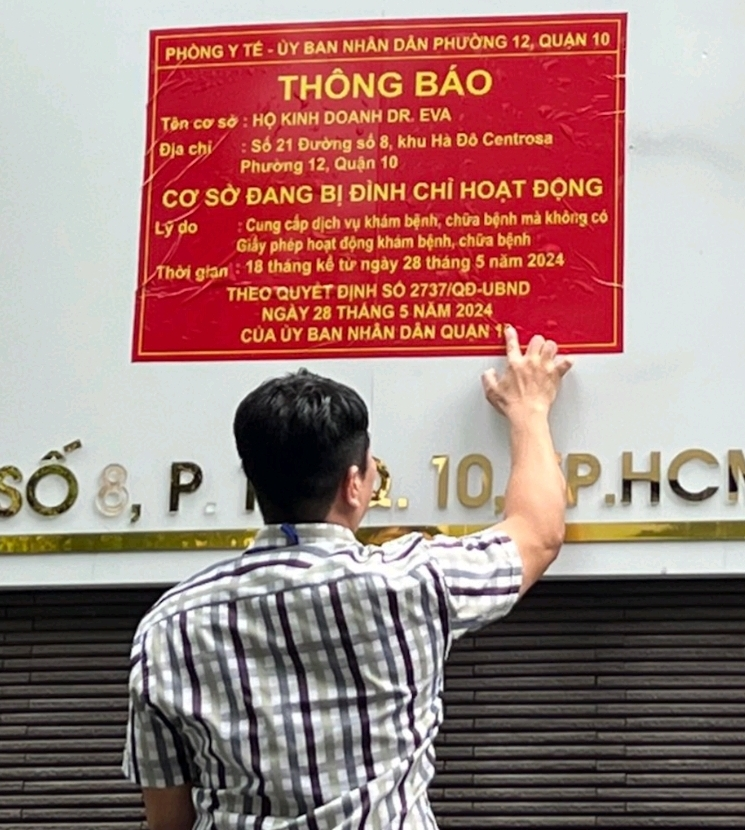 PHÒNG Y TẾ - ỦY BAN NHÂN DÂN PHƯỜNG 12, QUẬN 10
THÔNG BÁO
Tên cơ sở : HỘ KINH DOANH DR. EVA
Địa chỉ : Số 21 Đường số 8, khu Hà Đô Centrosa
Phường 12, Quận 10
CƠ SỞ ĐANG BỊ ĐÌNH CHỈ HOẠT ĐỘNG
Lý do : Cung cấp dịch vụ khám bệnh, chữa bệnh mà không có
Giấy phép hoạt động khám bệnh, chữa bệnh
Thời gian : 18 tháng kể từ ngày 28 tháng 5 năm 2024
THEO QUYẾT ĐỊNH SỐ 2737/QĐ-UBND
NGÀY 28 THÁNG 5 NĂM 2024
CỦA ỦY BAN NHÂN DÂN QUẬN
SỐ 8, P. Q. 10, TP.HCM